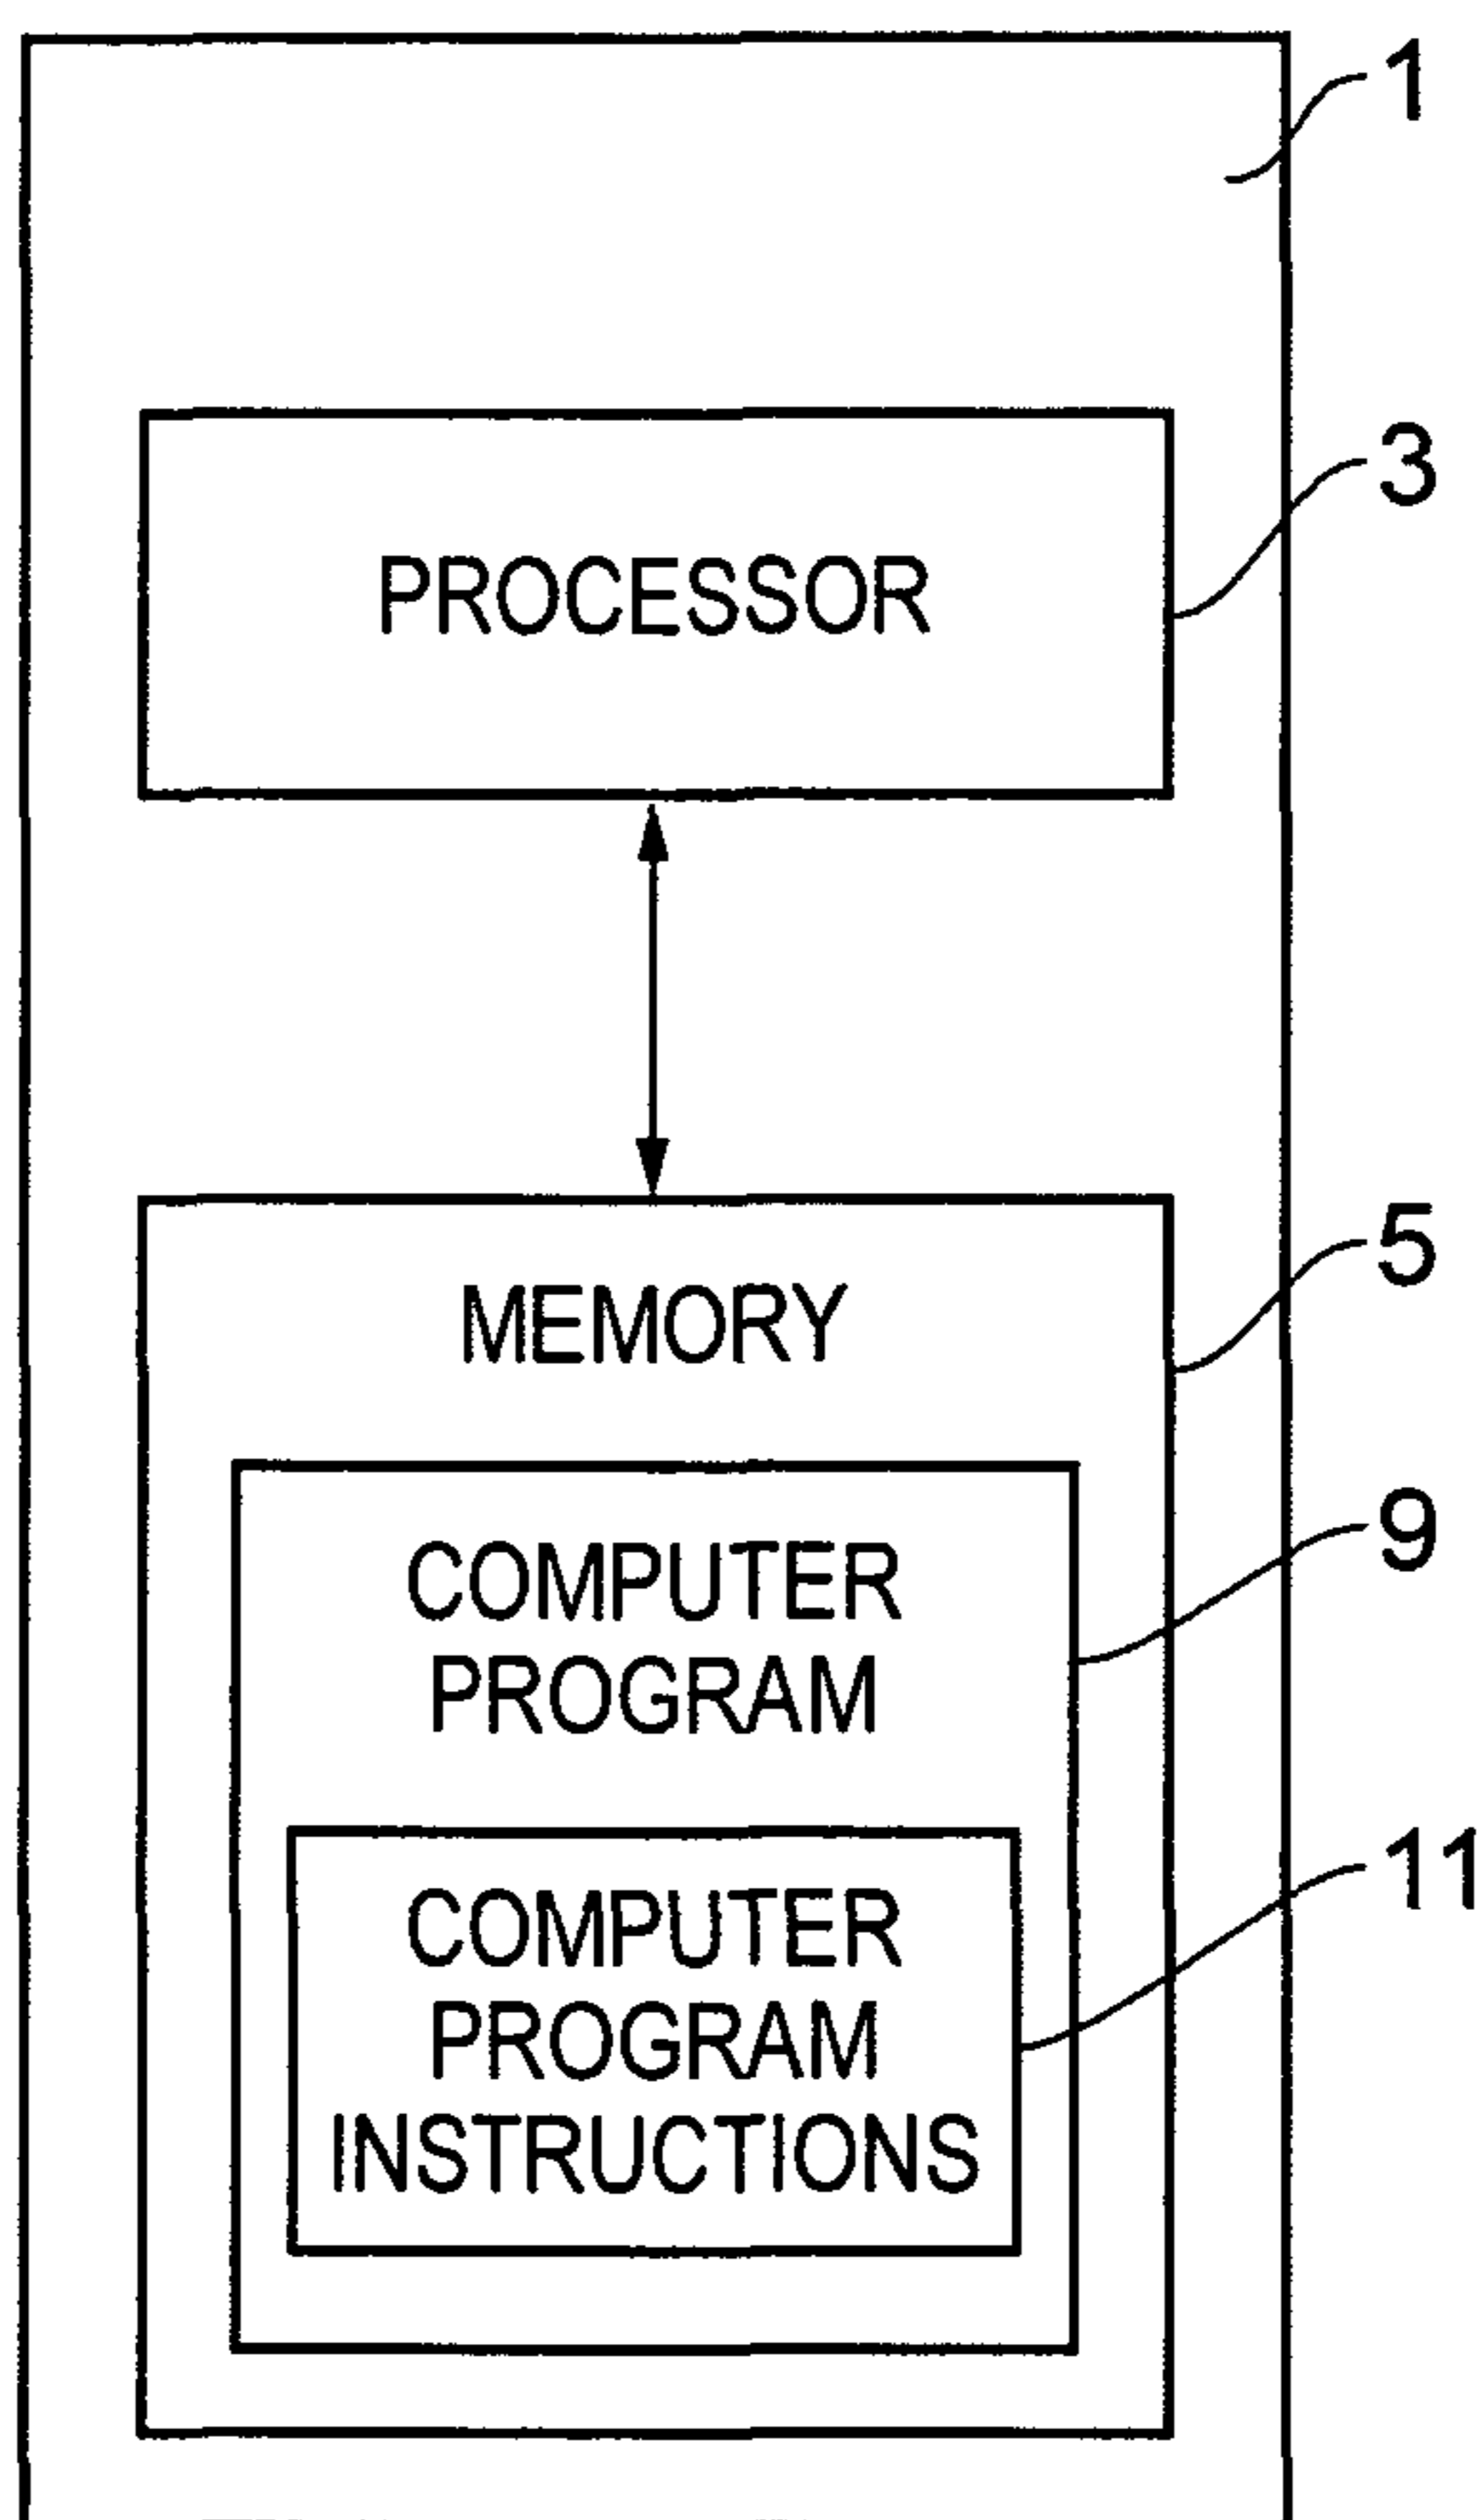 1
3
PROCESSOR
5
MEMORY
9
COMPUTER
PROGRAM
11
COMPUTER
PROGRAM
INSTRUCTIONS